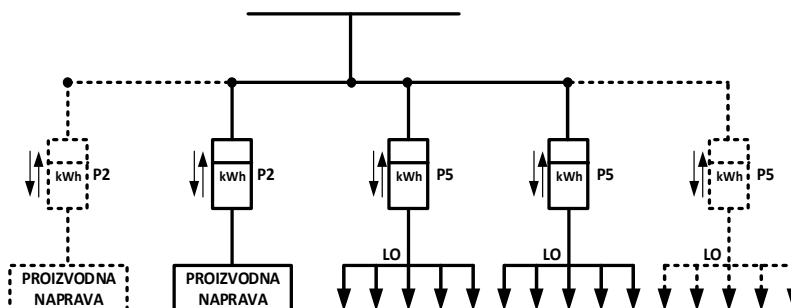 kWh P2
kWh P2
kWh P5
kWh P5
kWh P5
LO
LO
LO
PROIZVODNA
NAPRAVA
PROIZVODNA
NAPRAVA